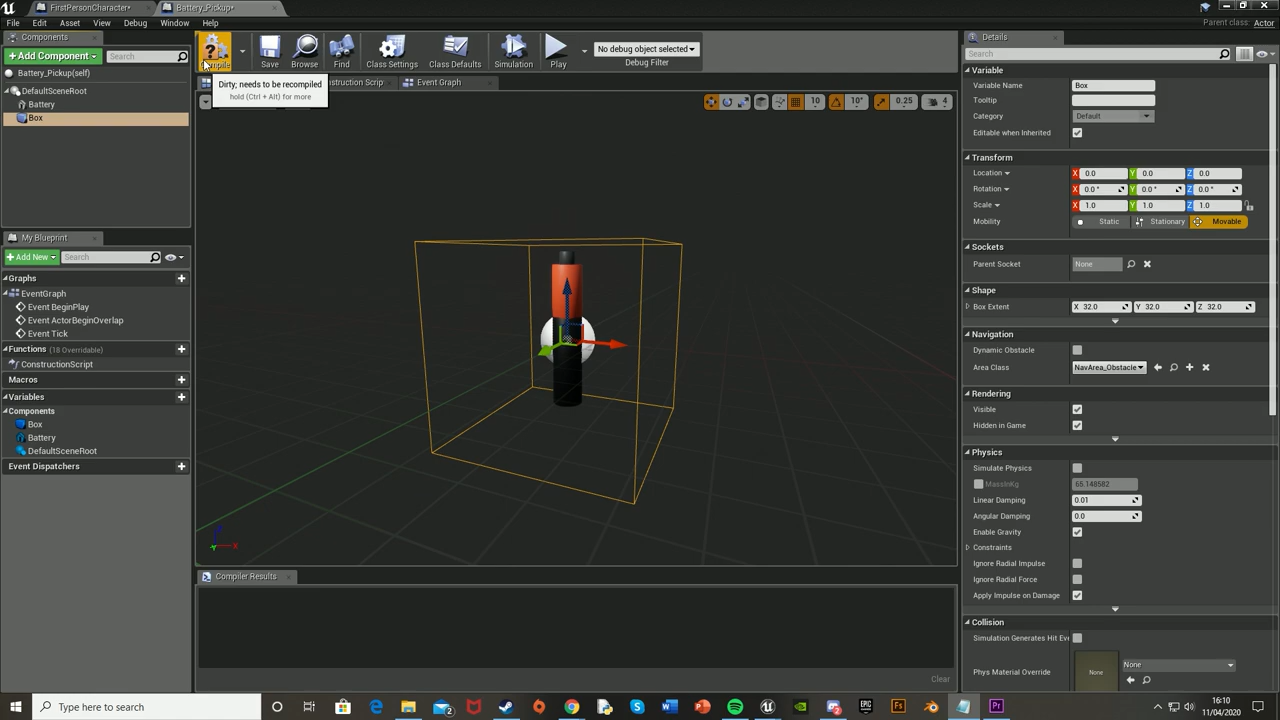 FirstPersonCharacter*
Battery_Pickup*
File Edit Asset View Debug Window Help
Parent class: Actor
Components
Add Component
Search
Battery_Pickup(self)
DefaultSceneRoot
Battery
Box
My Blueprint
Add New
Search
Graphs
EventGraph
Event BeginPlay
Event ActorBeginOverlap
Event Tick
Functions (18 Overridable)
ConstructionScript
Macros
Variables
Components
Box
Battery
DefaultSceneRoot
Event Dispatchers
Compile
Save
Browse
Find
Class Settings
Class Defaults
Simulation
Play
No debug object selected
Debug Filter
Dirty; needs to be recompiled
hold (Ctrl + Alt) for more
nstruction Scrip
Event Graph
10
10°
0.25
4
Compiler Results
Clear
Details
Search
Variable
Variable Name Box
Tooltip
Category Default
Editable when Inherited
Transform
Location X 0.0 Y 0.0 Z 0.0
Rotation X 0.0 ° Y 0.0 ° Z 0.0 °
Scale X 1.0 Y 1.0 Z 1.0
Mobility Static Stationary Movable
Sockets
Parent Socket None
Shape
Box Extent X 32.0 Y 32.0 Z 32.0
Navigation
Dynamic Obstacle
Area Class NavArea_Obstacle
Rendering
Visible
Hidden in Game
Physics
Simulate Physics
MassInKg 65.148582
Linear Damping 0.01
Angular Damping 0.0
Enable Gravity
Constraints
Ignore Radial Impulse
Ignore Radial Force
Apply Impulse on Damage
Collision
Simulation Generates Hit Eve
Phys Material Override None None
Type here to search
16:10
11/04/2020